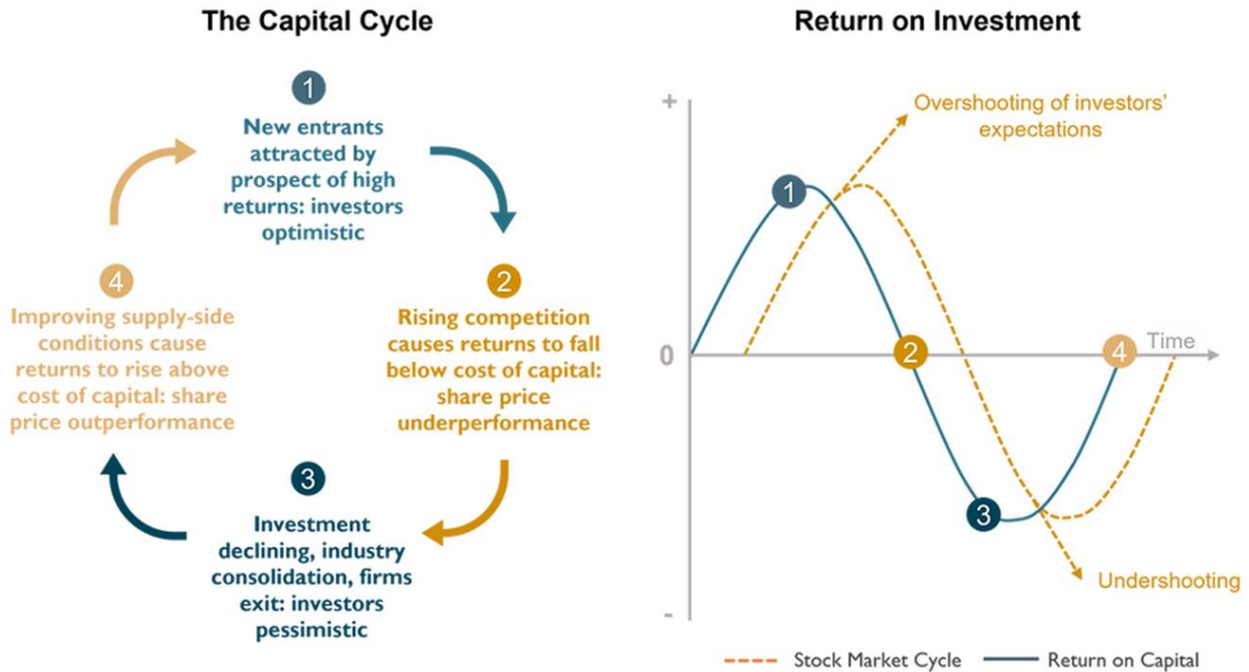 The Capital Cycle
1
New entrants
attracted by
prospect of high
returns: investors
optimistic
2
Rising competition
causes returns to fall
below cost of capital:
share price
underperformance
3
Investment
declining, industry
consolidation, firms
exit: investors
pessimistic
4
Improving supply-side
conditions cause
returns to rise above
cost of capital: share
price outperformance
Return on Investment
+
Overshooting of investors'
expectations
1
0
2
4
Time
3
Undershooting
-
Stock Market Cycle
Return on Capital